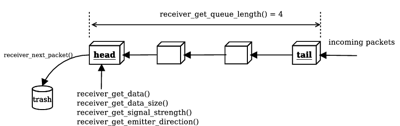 receiver_get_queue_length() = 4
incoming packets
receiver_next_packet()
head
tail
trash
receiver_get_data()
receiver_get_data_size()
receiver_get_signal_strength()
receiver_get_emitter_direction()